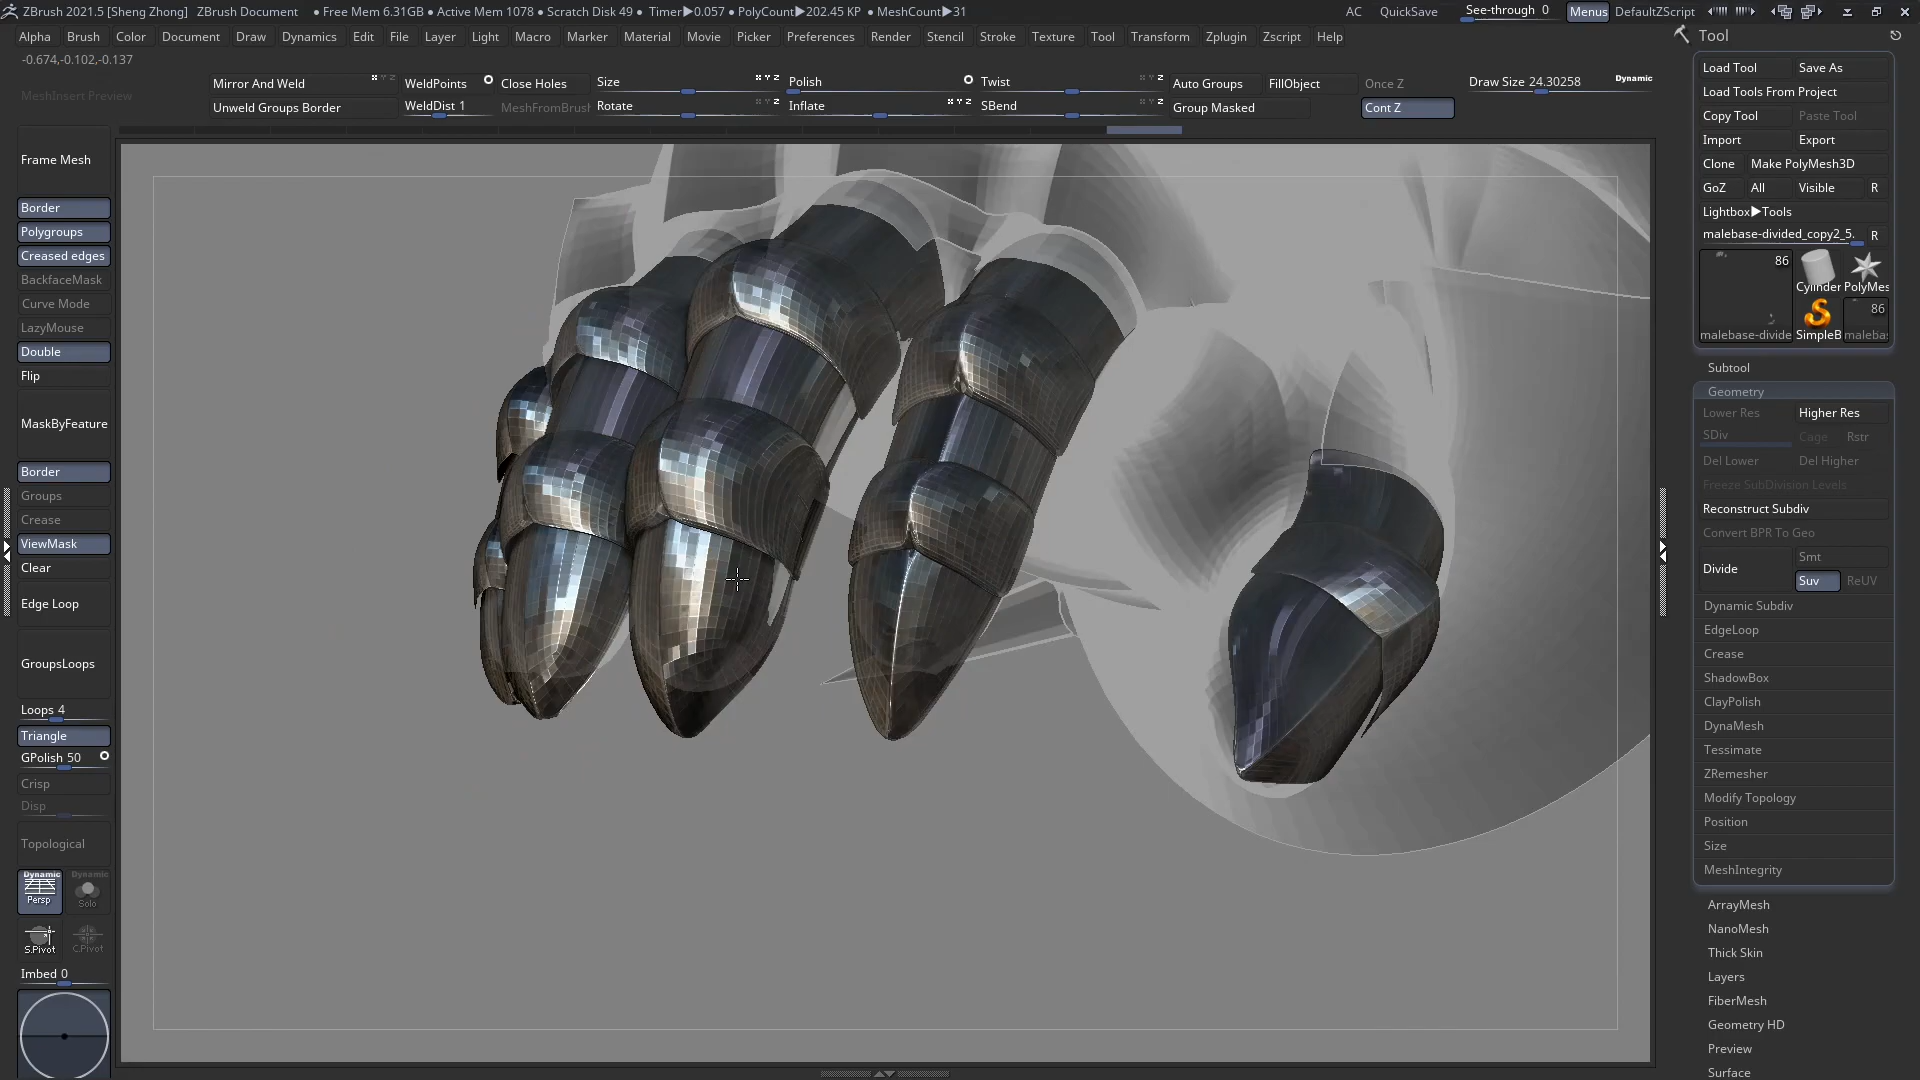 ZBrush 2021.5 [Sheng Zhong] ZBrush Document ● Free Mem 6.31GB ● Active Mem 1078 ● Scratch Disk 49 ● Timer▶0.057 ● PolyCount▶202.45 KP ● MeshCount▶31 AC QuickSave See-through 0 Menus DefaultZScript
Alpha Brush Color Document Draw Dynamics Edit File Layer Light Macro Marker Material Movie Picker Preferences Render Stencil Stroke Texture Tool Transform Zplugin Zscript Help
-0.674,-0.102,-0.137
MeshInsert Preview
Mirror And Weld WeldPoints Close Holes Size Polish Twist Auto Groups FillObject Once Z Draw Size 24.30258 Dynamic
Unweld Groups Border WeldDist 1 MeshFromBrush Rotate Inflate SBend Group Masked Cont Z
Frame Mesh
Border
Polygroups
Creased edges
BackfaceMask
Curve Mode
LazyMouse
Double
Flip
MaskByFeature
Border
Groups
Crease
ViewMask
Clear
Edge Loop
GroupsLoops
Loops 4
Triangle
GPolish 50
Crisp
Disp
Topological
Dynamic Dynamic
Persp Solo
S.Pivot C.Pivot
Imbed 0
Tool
Load Tool Save As
Load Tools From Project
Copy Tool Paste Tool
Import Export
Clone Make PolyMesh3D
GoZ All Visible R
Lightbox▶Tools
malebase-divided_copy2_5. R
86
Cylinder PolyMes
86
malebase-divide SimpleB maleba
Subtool
Geometry
Lower Res Higher Res
SDiv Cage Rstr
Del Lower Del Higher
Freeze SubDivision Levels
Reconstruct Subdiv
Convert BPR To Geo
Divide Smt
Suv ReUV
Dynamic Subdiv
EdgeLoop
Crease
ShadowBox
ClayPolish
DynaMesh
Tessimate
ZRemesher
Modify Topology
Position
Size
MeshIntegrity
ArrayMesh
NanoMesh
Thick Skin
Layers
FiberMesh
Geometry HD
Preview
Surface